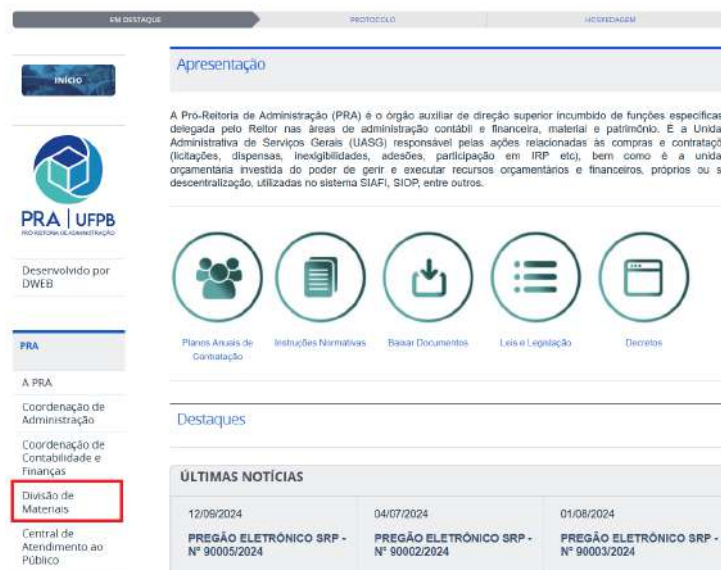 EM DESTAQUE
PROTOCOLO
HOSPEDAGEM
INÍCIO
PRA | UFPB
PRÓ-REITORIA DE ADMINISTRAÇÃO
Desenvolvido por
DWEB
PRA
A PRA
Coordenação de
Administração
Coordenação de
Contabilidade e
Finanças
Divisão de
Materiais
Central de
Atendimento ao
Público
Apresentação
A Pró-Reitoria de Administração (PRA) é o órgão auxiliar de direção superior incumbido de funções específicas
delegada pelo Reitor nas áreas de administração contábil e financeira, material e patrimônio. É a Unida
Administrativa de Serviços Gerais (UASG) responsável pelas ações relacionadas às compras e contrataçõ
(licitações, dispensas, inexigibilidades, adesões, participação em IRP etc), bem como é a unida
orçamentária investida do poder de gerir e executar recursos orçamentários e financeiros, próprios ou s
descentralização, utilizadas no sistema SIAFI, SIOP, entre outros.
Planos Anuais de
Contratação
Instruções Normativas
Baixar Documentos
Leis e Legislação
Decretos
Destaques
ÚLTIMAS NOTÍCIAS
12/09/2024
PREGÃO ELETRÔNICO SRP -
Nº 90005/2024
04/07/2024
PREGÃO ELETRÔNICO SRP -
Nº 90002/2024
01/08/2024
PREGÃO ELETRÔNICO SRP -
Nº 90003/2024